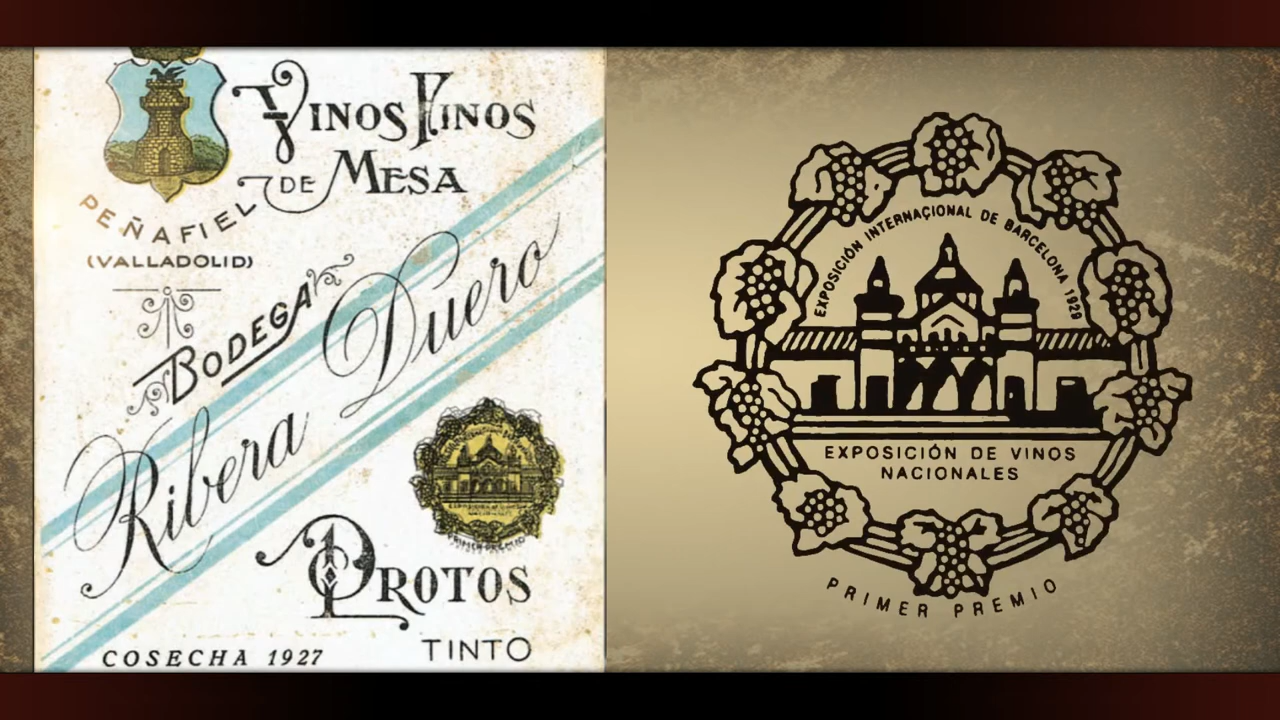 VINOS FINOS
DE MESA
PEÑAFIEL
(VALLADOLID)
BODEGA
Ribera Duero
PROTOS
TINTO
COSECHA 1927
EXPOSICIÓN INTERNACIONAL DE BARCELONA 1929
EXPOSICIÓN DE VINOS
NACIONALES
PRIMER PREMIO